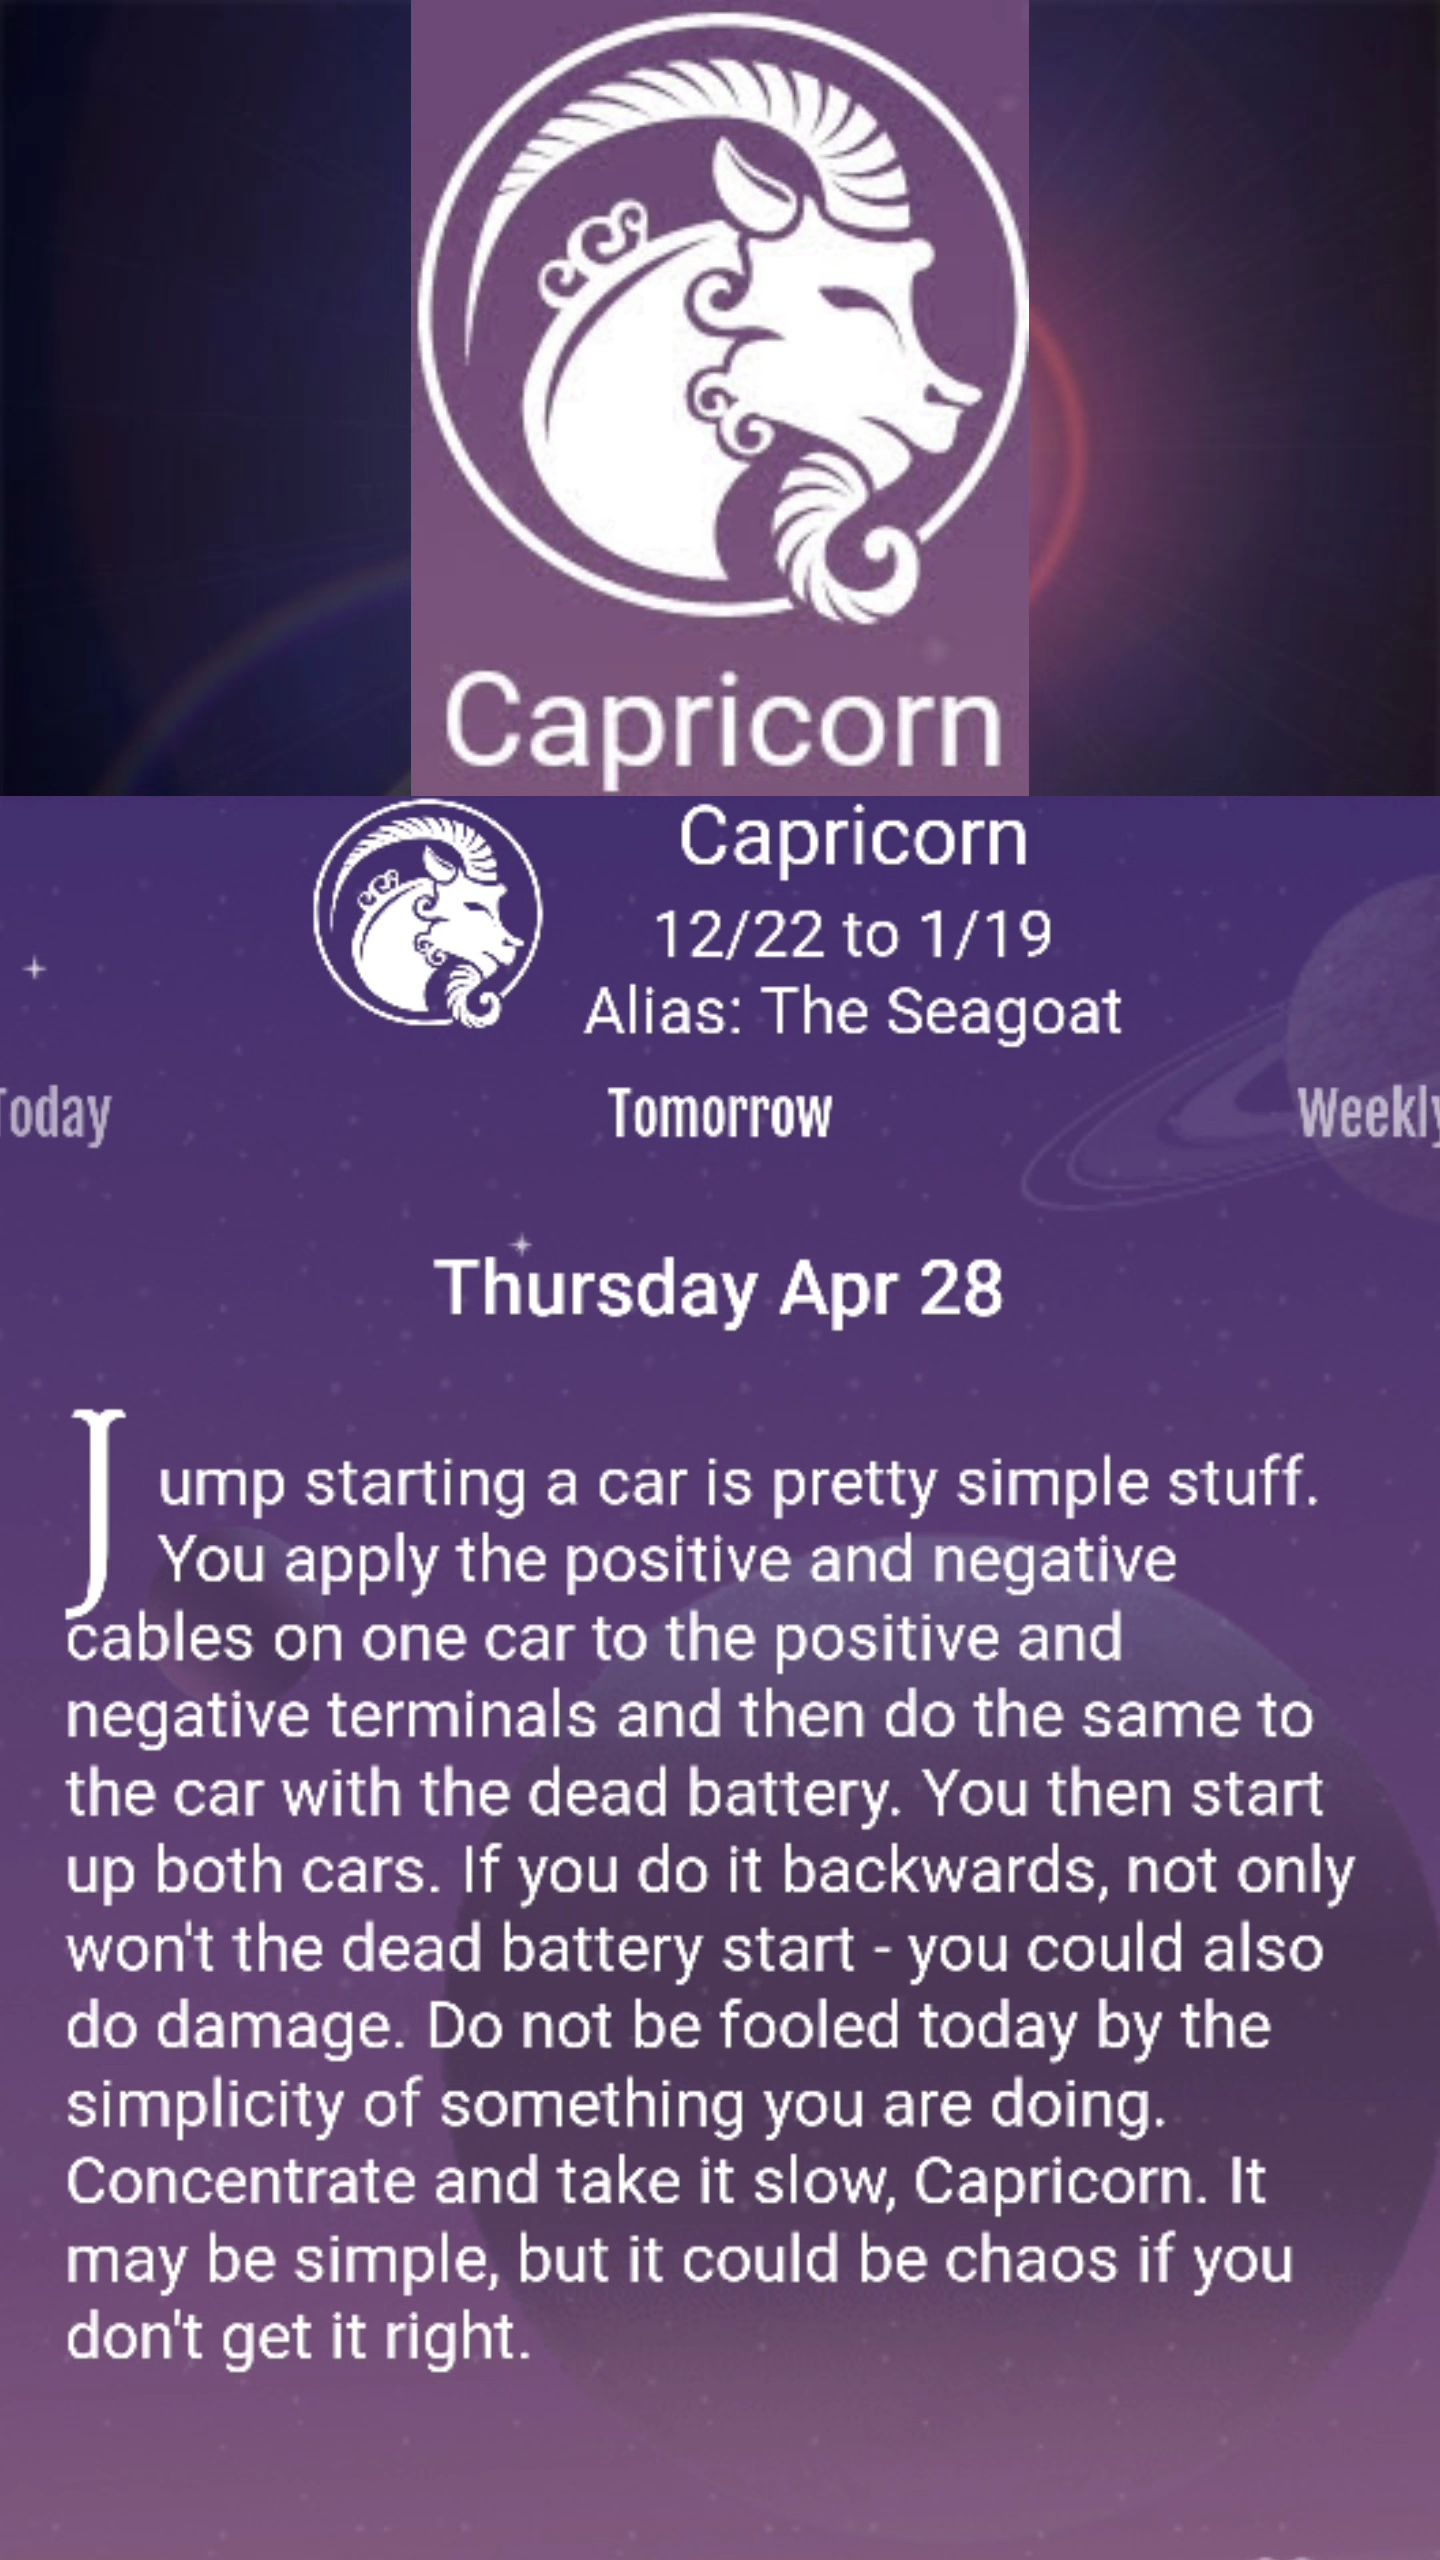 Capricorn
Capricorn
12/22 to 1/19
Alias: The Seagoat
Today
Tomorrow
Weekly
Thursday Apr 28
Jump starting a car is pretty simple stuff.
You apply the positive and negative
cables on one car to the positive and
negative terminals and then do the same to
the car with the dead battery. You then start
up both cars. If you do it backwards, not only
won't the dead battery start - you could also
do damage. Do not be fooled today by the
simplicity of something you are doing.
Concentrate and take it slow, Capricorn. It
may be simple, but it could be chaos if you
don't get it right.